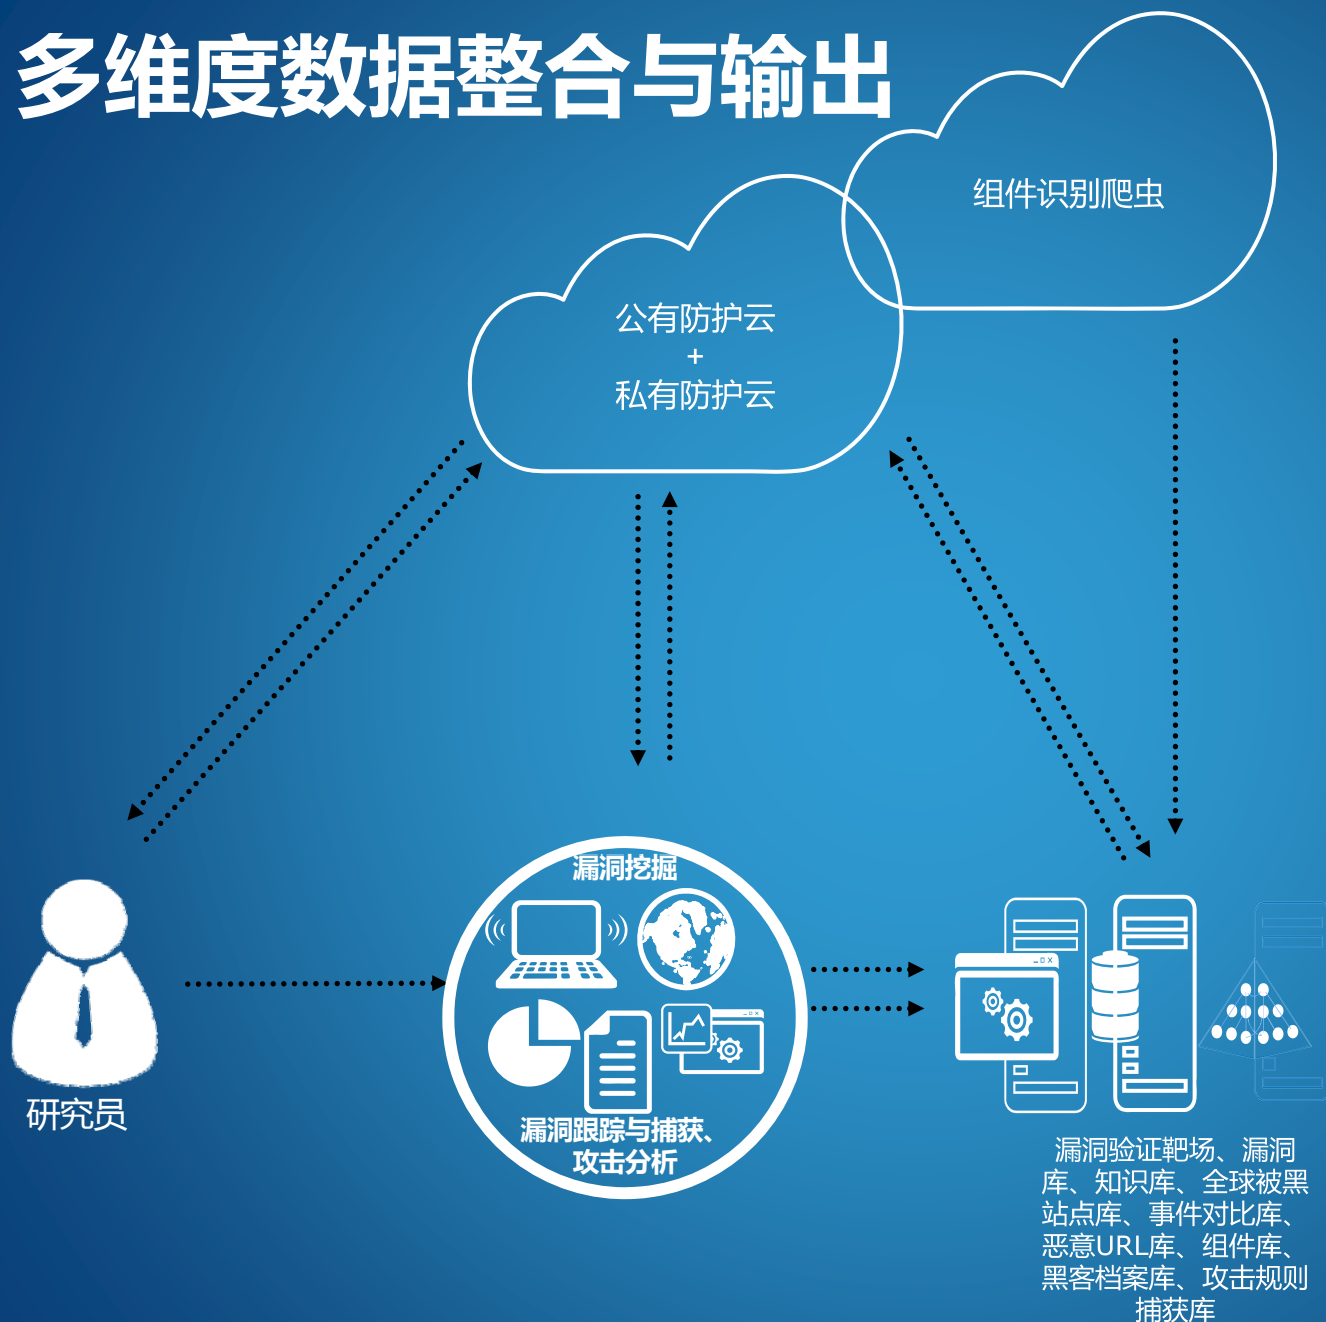 多维度数据整合与输出
组件识别爬虫
公有防护云
+
私有防护云
漏洞挖掘
漏洞跟踪与捕获、
攻击分析
研究员
漏洞验证靶场、漏洞
库、知识库、全球被黑
站点库、事件对比库、
恶意URL库、组件库、
黑客档案库、攻击规则
捕获库